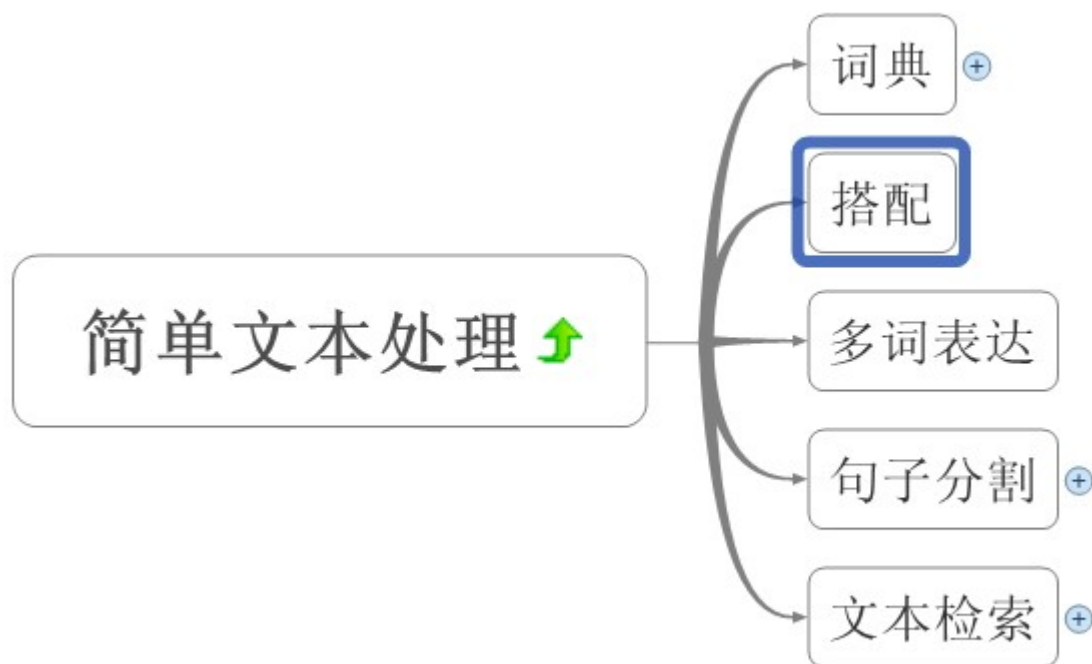 简单文本处理
词典
搭配
多词表达
句子分割
文本检索